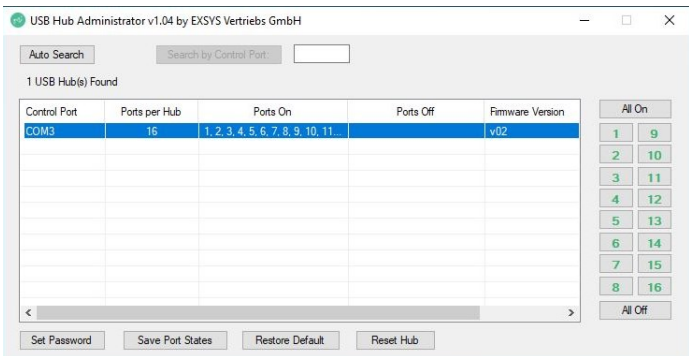 USB Hub Administrator v1.04 by EXSYS Vertriebs GmbH
Auto Search Search by Control Port:
1 USB Hub(s) Found
Control Port Ports per Hub Ports On Ports Off Firmware Version All On
COM3 16 1, 2, 3, 4, 5, 6, 7, 8, 9, 10, 11... v02
1 9
2 10
3 11
4 12
5 13
6 14
7 15
8 16
All Off
Set Password Save Port States Restore Default Reset Hub